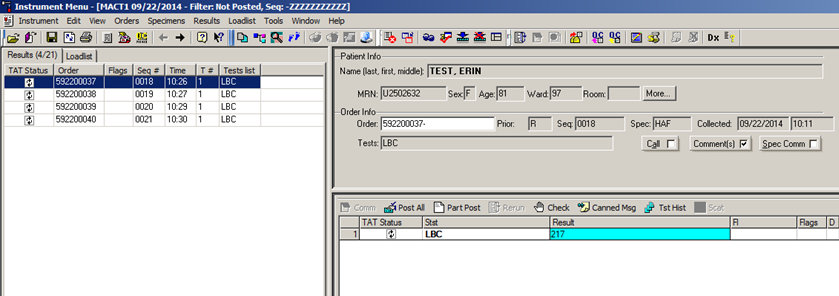 Instrument Menu - [MACT1 09/22/2014 - Filter: Not Posted, Seq: -ZZZZZZZZZZZZ]
Instrument Edit View Orders Specimens Results Loadlist Tools Window Help
Dx
Results (4/21) Loadlist
TAT Status Order Flags Seq # Time T # Tests list
592200037 0018 10:26 1 LBC
592200038 0019 10:27 1 LBC
592200039 0020 10:29 1 LBC
592200040 0021 10:30 1 LBC
Patient Info
Name (last, first, middle): TEST, ERIN
MRN: U2502632 Sex: F Age: 81 Ward: 97 Room: More...
Order Info
Order: 592200037- Prior: R Seq: 0018 Spec: HAF Collected: 09/22/2014 10:11
Tests: LBC Call Comment(s) Spec Comm
Comm Post All Part Post Rerun Check Canned Msg Tst Hist Scat
TAT Status Stst Result R Flags D
1 LBC 217